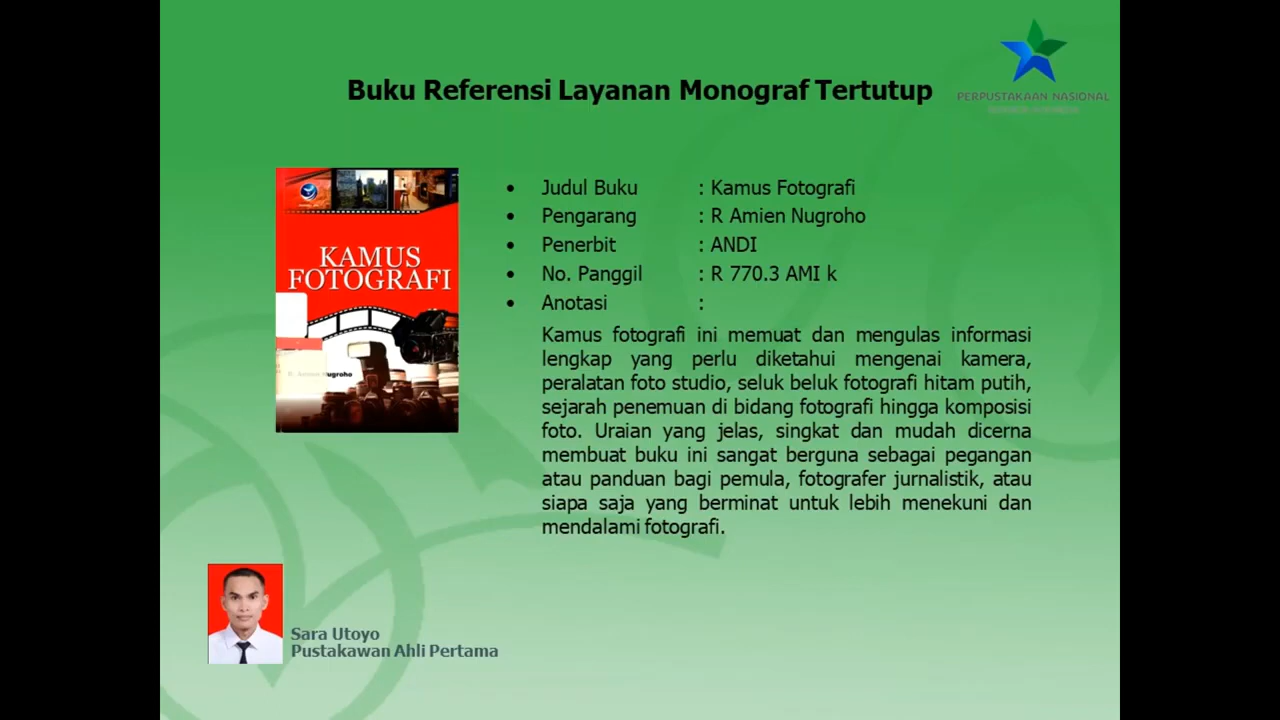 Buku Referensi Layanan Monograf Tertutup
PERPUSTAKAAN NASIONAL
KAMUS
FOTOGRAFI
Nugroho
• Judul Buku : Kamus Fotografi
• Pengarang : R Amien Nugroho
• Penerbit : ANDI
• No. Panggil : R 770.3 AMI k
• Anotasi :
Kamus fotografi ini memuat dan mengulas informasi
lengkap yang perlu diketahui mengenai kamera,
peralatan foto studio, seluk beluk fotografi hitam putih,
sejarah penemuan di bidang fotografi hingga komposisi
foto. Uraian yang jelas, singkat dan mudah dicerna
membuat buku ini sangat berguna sebagai pegangan
atau panduan bagi pemula, fotografer jurnalistik, atau
siapa saja yang berminat untuk lebih menekuni dan
mendalami fotografi.
Sara Utoyo
Pustakawan Ahli Pertama